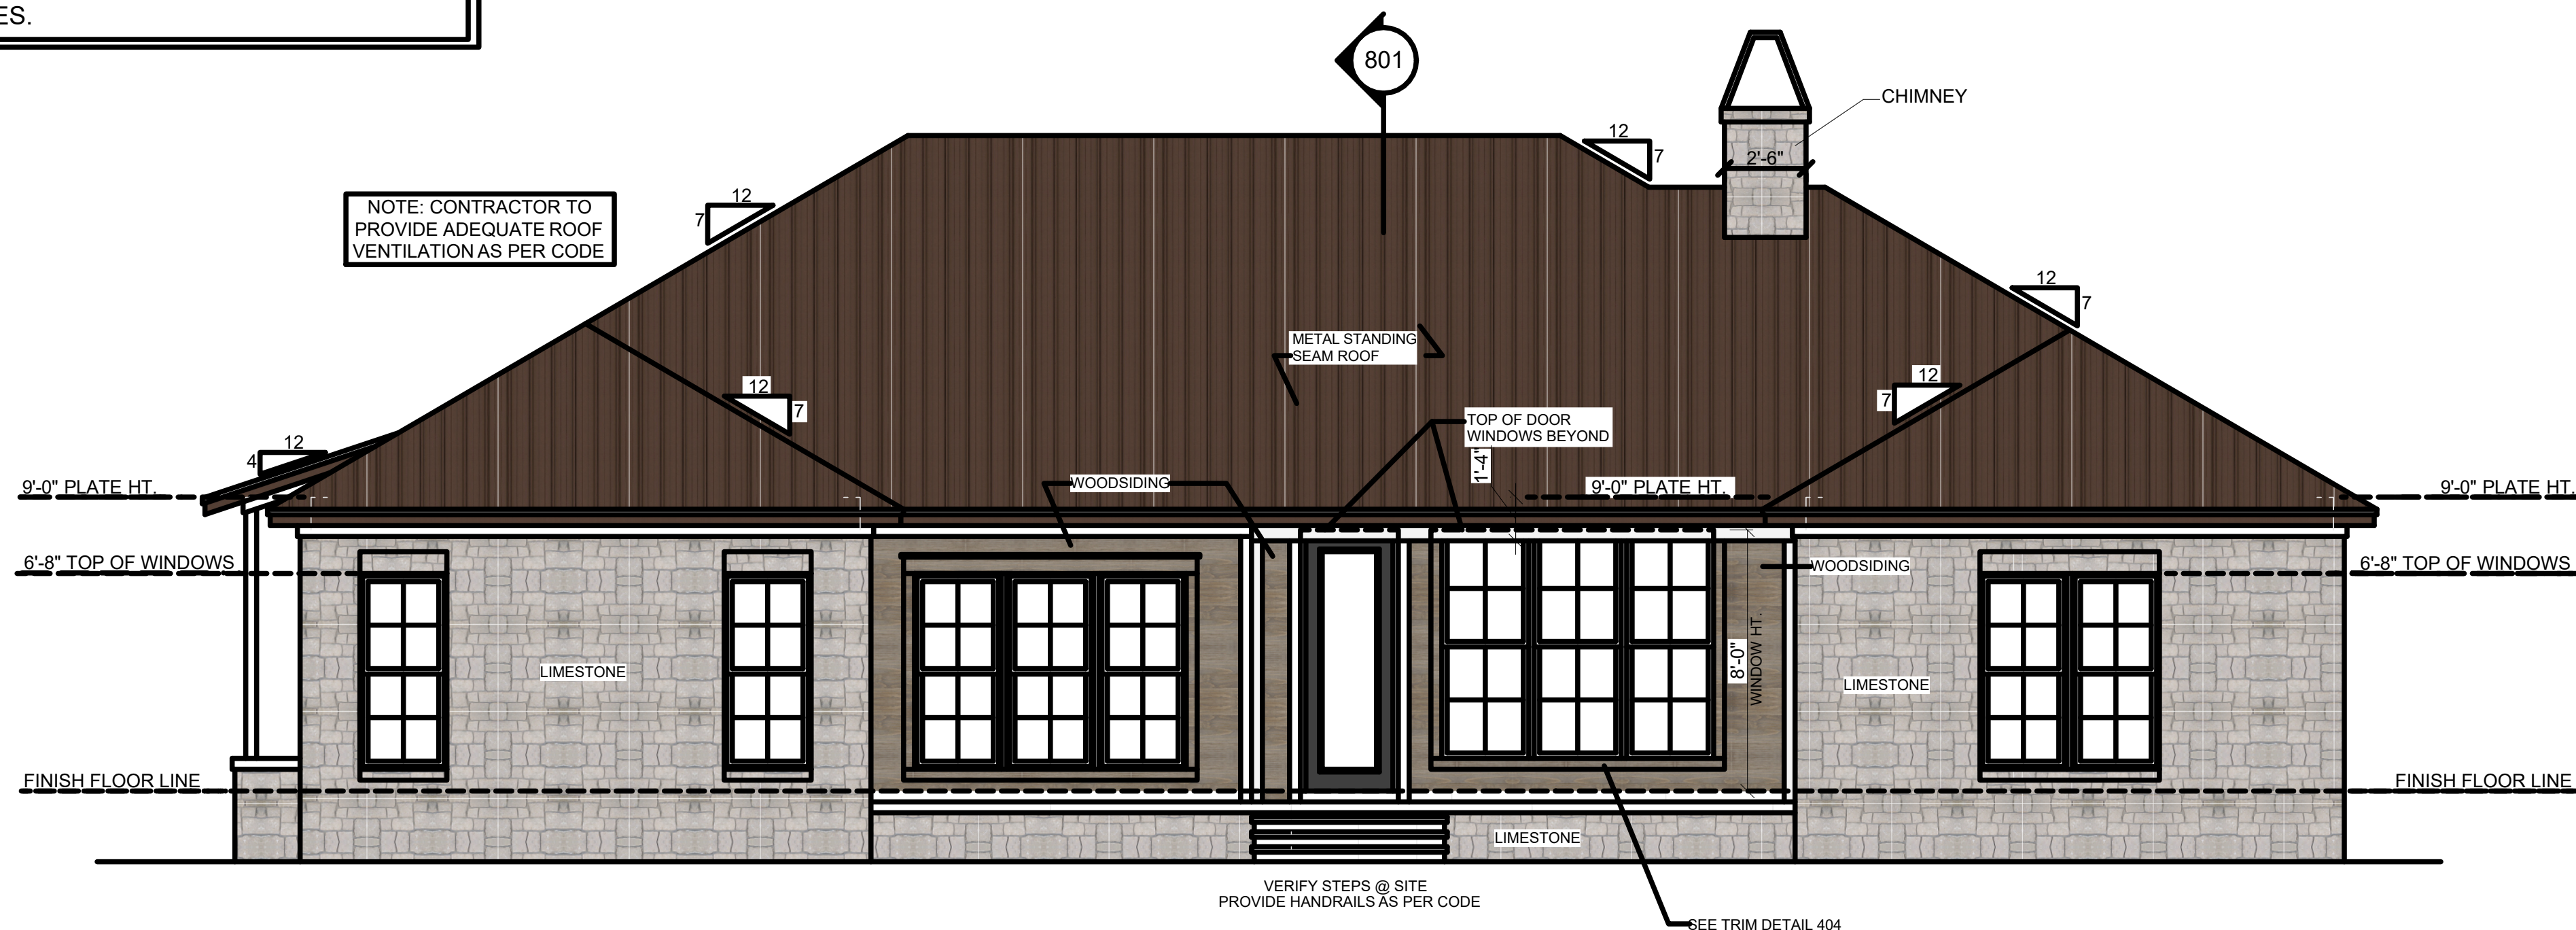 ES.
801
CHIMNEY
12
7
2'-6"
12
7
NOTE: CONTRACTOR TO
PROVIDE ADEQUATE ROOF
VENTILATION AS PER CODE
12
7
METAL STANDING
SEAM ROOF
12
7
12
7
TOP OF DOOR
WINDOWS BEYOND
12
4
1'-4"
9'-0" PLATE HT.
WOODSIDING
9'-0" PLATE HT.
9'-0" PLATE HT.
6'-8" TOP OF WINDOWS
WOODSIDING
6'-8" TOP OF WINDOWS
8'-0"
WINDOW HT.
LIMESTONE
LIMESTONE
FINISH FLOOR LINE
FINISH FLOOR LINE
LIMESTONE
VERIFY STEPS @ SITE
PROVIDE HANDRAILS AS PER CODE
SEE TRIM DETAIL 404